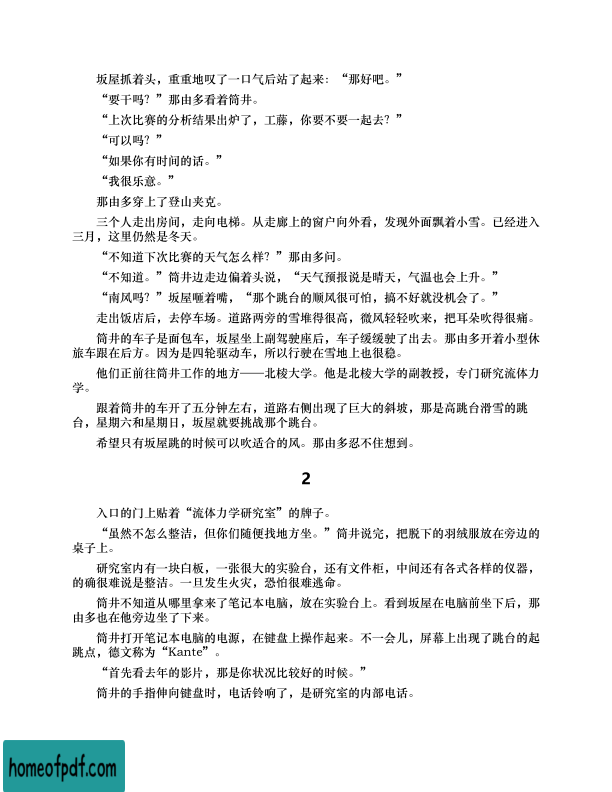 坂屋抓着头，重重地叹了一口气后站了起来：“那好吧。”
“要干吗？”那由多看着筒井。
“上次比赛的分析结果出炉了，工藤，你要不要一起去？”
“可以吗？”
“如果你有时间的话。”
“我很乐意。”
那由多穿上了登山夹克。
三个人走出房间，走向电梯。从走廊上的窗户向外看，发现外面飘着小雪。已经进入
三月，这里仍然是冬天。
“不知道下次比赛的天气怎么样？”那由多问。
“不知道。”筒井边走边偏着头说，“天气预报说是晴天，气温也会上升。”
“南风吗？”坂屋咂着嘴，“那个跳台的顺风很可怕，搞不好就没机会了。”
走出饭店后，去停车场。道路两旁的雪堆得很高，微风轻轻吹来，把耳朵吹得很痛。
筒井的车子是面包车，坂屋坐上副驾驶座后，车子缓缓驶了出去。那由多开着小型休
旅车跟在后方。因为是四轮驱动车，所以行驶在雪地上也很稳。
他们正前往筒井工作的地方——北棱大学。他是北棱大学的副教授，专门研究流体力
学。
跟着筒井的车开了五分钟左右，道路右侧出现了巨大的斜坡，那是高跳台滑雪的跳
台，星期六和星期日，坂屋就要挑战那个跳台。
希望只有坂屋跳的时候可以吹适合的风。那由多忍不住想到。
2
入口的门上贴着“流体力学研究室”的牌子。
“虽然不怎么整洁，但你们随便找地方坐。”筒井说完，把脱下的羽绒服放在旁边的
桌子上。
研究室内有一块白板，一张很大的实验台，还有文件柜，中间还有各式各样的仪器，
的确很难说是整洁。一旦发生火灾，恐怕很难逃命。
筒井不知道从哪里拿来了笔记本电脑，放在实验台上。看到坂屋在电脑前坐下后，那
由多也在他旁边坐了下来。
筒井打开笔记本电脑的电源，在键盘上操作起来。不一会儿，屏幕上出现了跳台的起
跳点，德文称为“Kante”。
“首先看去年的影片，那是你状况比较好的时候。”
筒井的手指伸向键盘时，电话铃响了，是研究室的内部电话。
homeofpdf.com